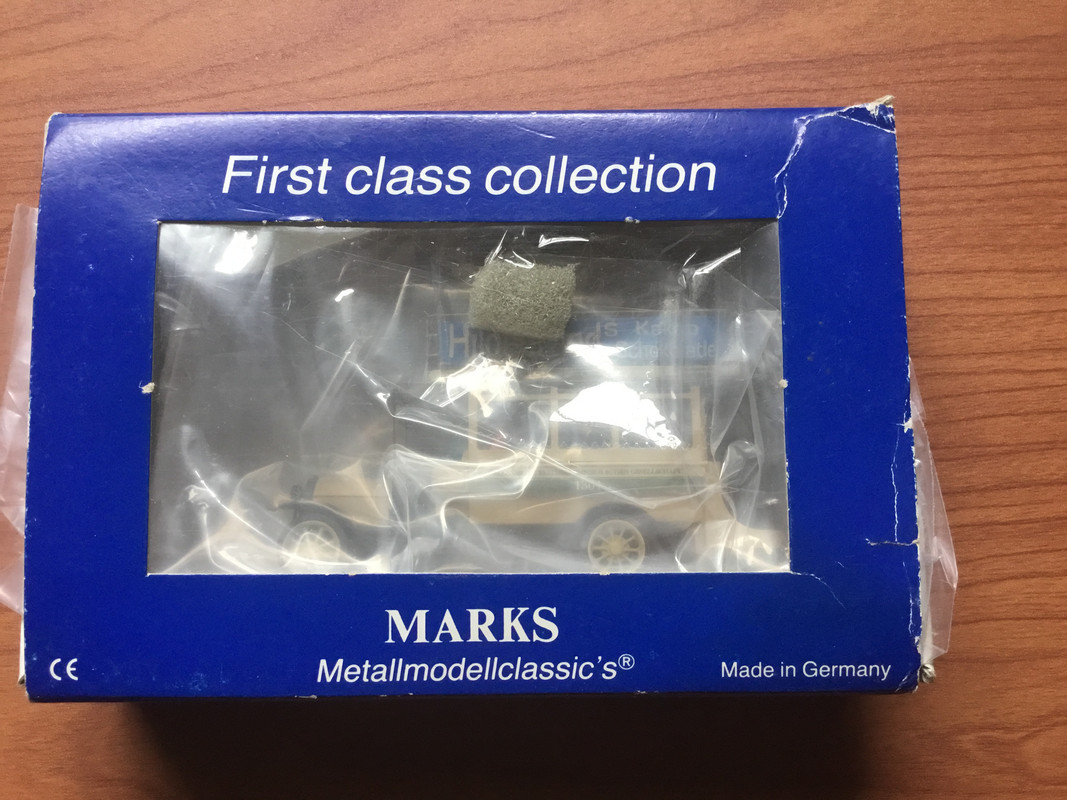 First class collection
MARKS
Metallmodellclassic's®
CE
Made in Germany